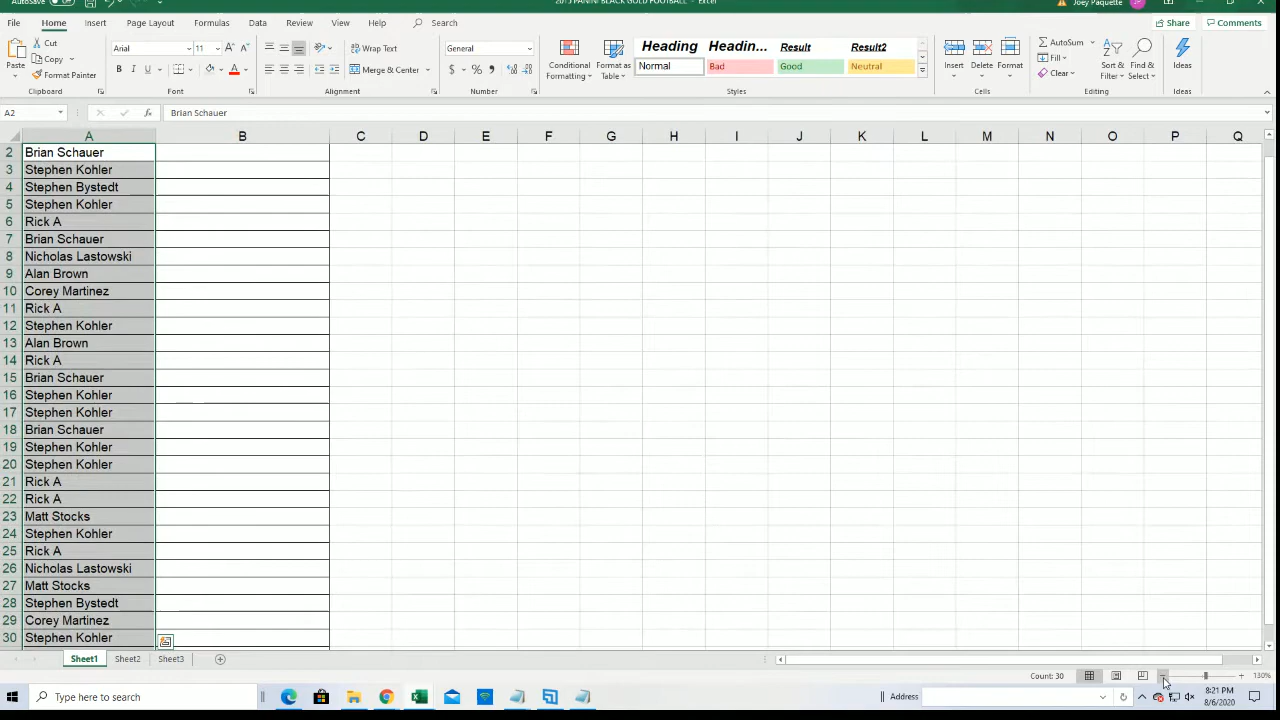 AutoSave
2015 PANINI BLACK GOLD FOOTBALL - Excel
Joey Paquette
JP
File Home Insert Page Layout Formulas Data Review View Help Search
Share Comments
Paste
Cut
Copy
Format Painter
Clipboard
Arial 11
B I U
Font
Wrap Text
Merge & Center
Alignment
General
$ % ,
Number
Conditional Formatting
Format as Table
Heading Headin... Result Result2
Normal Bad Good Neutral
Styles
Insert Delete Format
Cells
AutoSum
Fill
Clear
Sort & Filter
Find & Select
Editing
Ideas
Ideas
A2 fx Brian Schauer
A B C D E F G H I J K L M N O P Q
2 Brian Schauer
3 Stephen Kohler
4 Stephen Bystedt
5 Stephen Kohler
6 Rick A
7 Brian Schauer
8 Nicholas Lastowski
9 Alan Brown
10 Corey Martinez
11 Rick A
12 Stephen Kohler
13 Alan Brown
14 Rick A
15 Brian Schauer
16 Stephen Kohler
17 Stephen Kohler
18 Brian Schauer
19 Stephen Kohler
20 Stephen Kohler
21 Rick A
22 Rick A
23 Matt Stocks
24 Stephen Kohler
25 Rick A
26 Nicholas Lastowski
27 Matt Stocks
28 Stephen Bystedt
29 Corey Martinez
30 Stephen Kohler
Sheet1 Sheet2 Sheet3
Count: 30
130%
Type here to search
Address
8:21 PM
8/6/2020